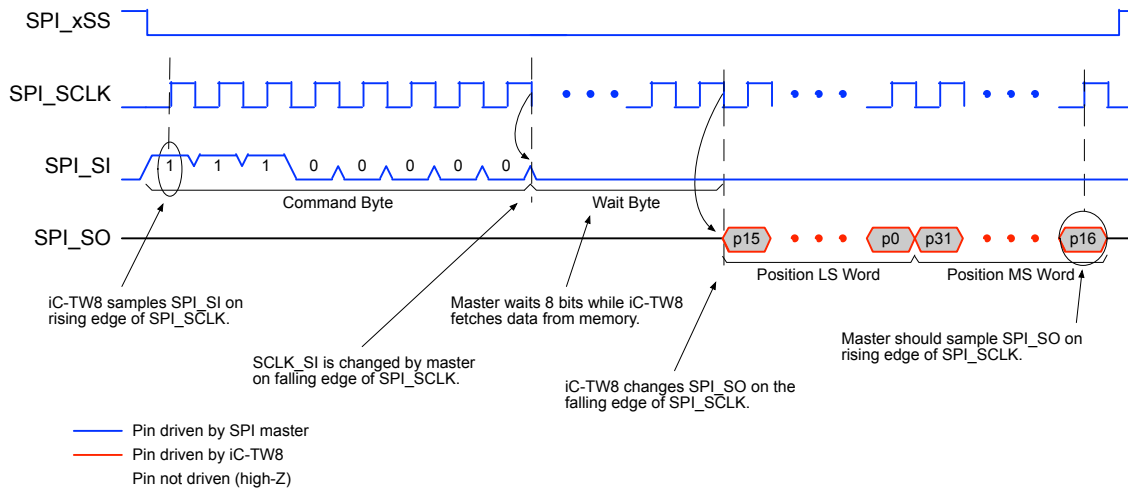 SPI_xSS
SPI_SCLK
SPI_SI
1 1 1 0 0 0 0 0
Command Byte
Wait Byte
SPI_SO
p15
p0
p31
p16
Position LS Word
Position MS Word
iC-TW8 samples SPI_SI on
rising edge of SPI_SCLK.
Master waits 8 bits while iC-TW8
fetches data from memory.
Master should sample SPI_SO on
rising edge of SPI_SCLK.
SCLK_SI is changed by master
on falling edge of SPI_SCLK.
iC-TW8 changes SPI_SO on the
falling edge of SPI_SCLK.
Pin driven by SPI master
Pin driven by iC-TW8
Pin not driven (high-Z)